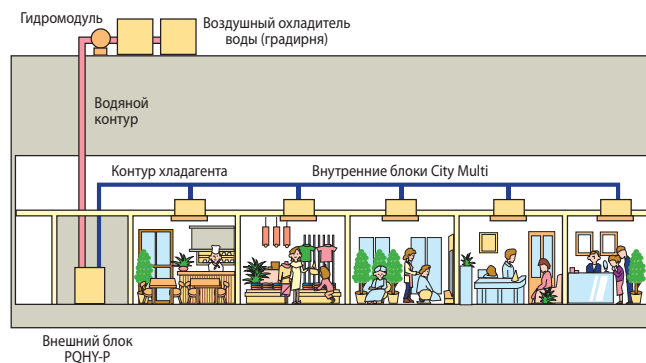 Гидромодуль
Воздушный охладитель
воды (градирня)
Водяной
контур
Контур хладагента
Внутренние блоки City Multi
Внешний блок
PQHY-P